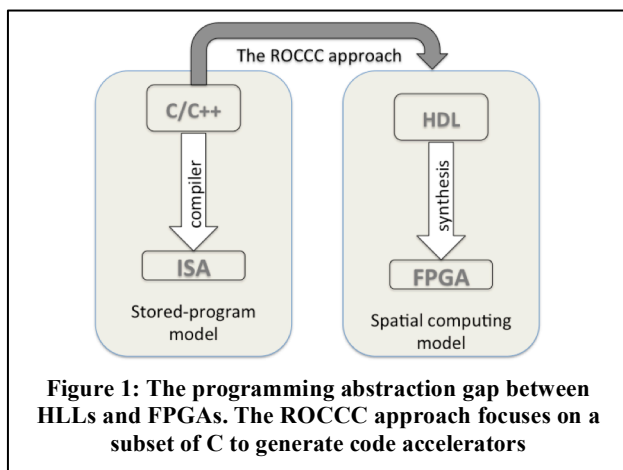 The ROCCC approach
C/C++
compiler
ISA
Stored-program
model
HDL
synthesis
FPGA
Spatial computing
model
Figure 1: The programming abstraction gap between
HLLs and FPGAs. The ROCCC approach focuses on a
subset of C to generate code accelerators